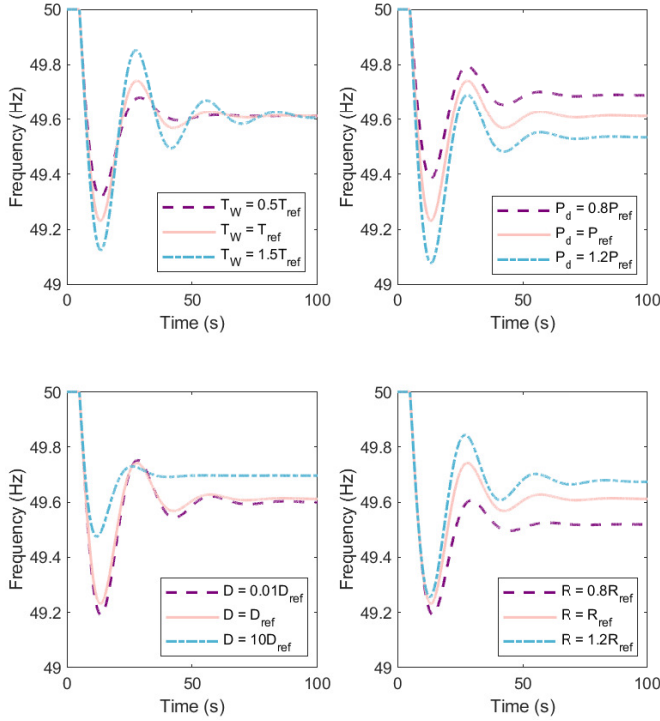 50
49.8
49.6
49.4
49.2
49
Frequency (Hz)
T_W = 0.5T_ref
T_W = T_ref
T_W = 1.5T_ref
0
50
100
Time (s)
50
49.8
49.6
49.4
49.2
49
Frequency (Hz)
P_d = 0.8P_ref
P_d = P_ref
P_d = 1.2P_ref
0
50
100
Time (s)
50
49.8
49.6
49.4
49.2
49
Frequency (Hz)
D = 0.01D_ref
D = D_ref
D = 10D_ref
0
50
100
Time (s)
50
49.8
49.6
49.4
49.2
49
Frequency (Hz)
R = 0.8R_ref
R = R_ref
R = 1.2R_ref
0
50
100
Time (s)